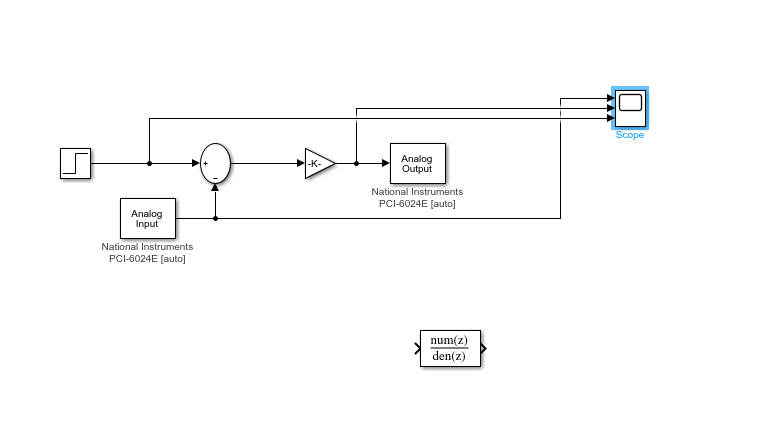 Scope
+
-K-
Analog
Output
−
National Instruments
PCI-6024E [auto]
Analog
Input
National Instruments
PCI-6024E [auto]
num(z)
den(z)